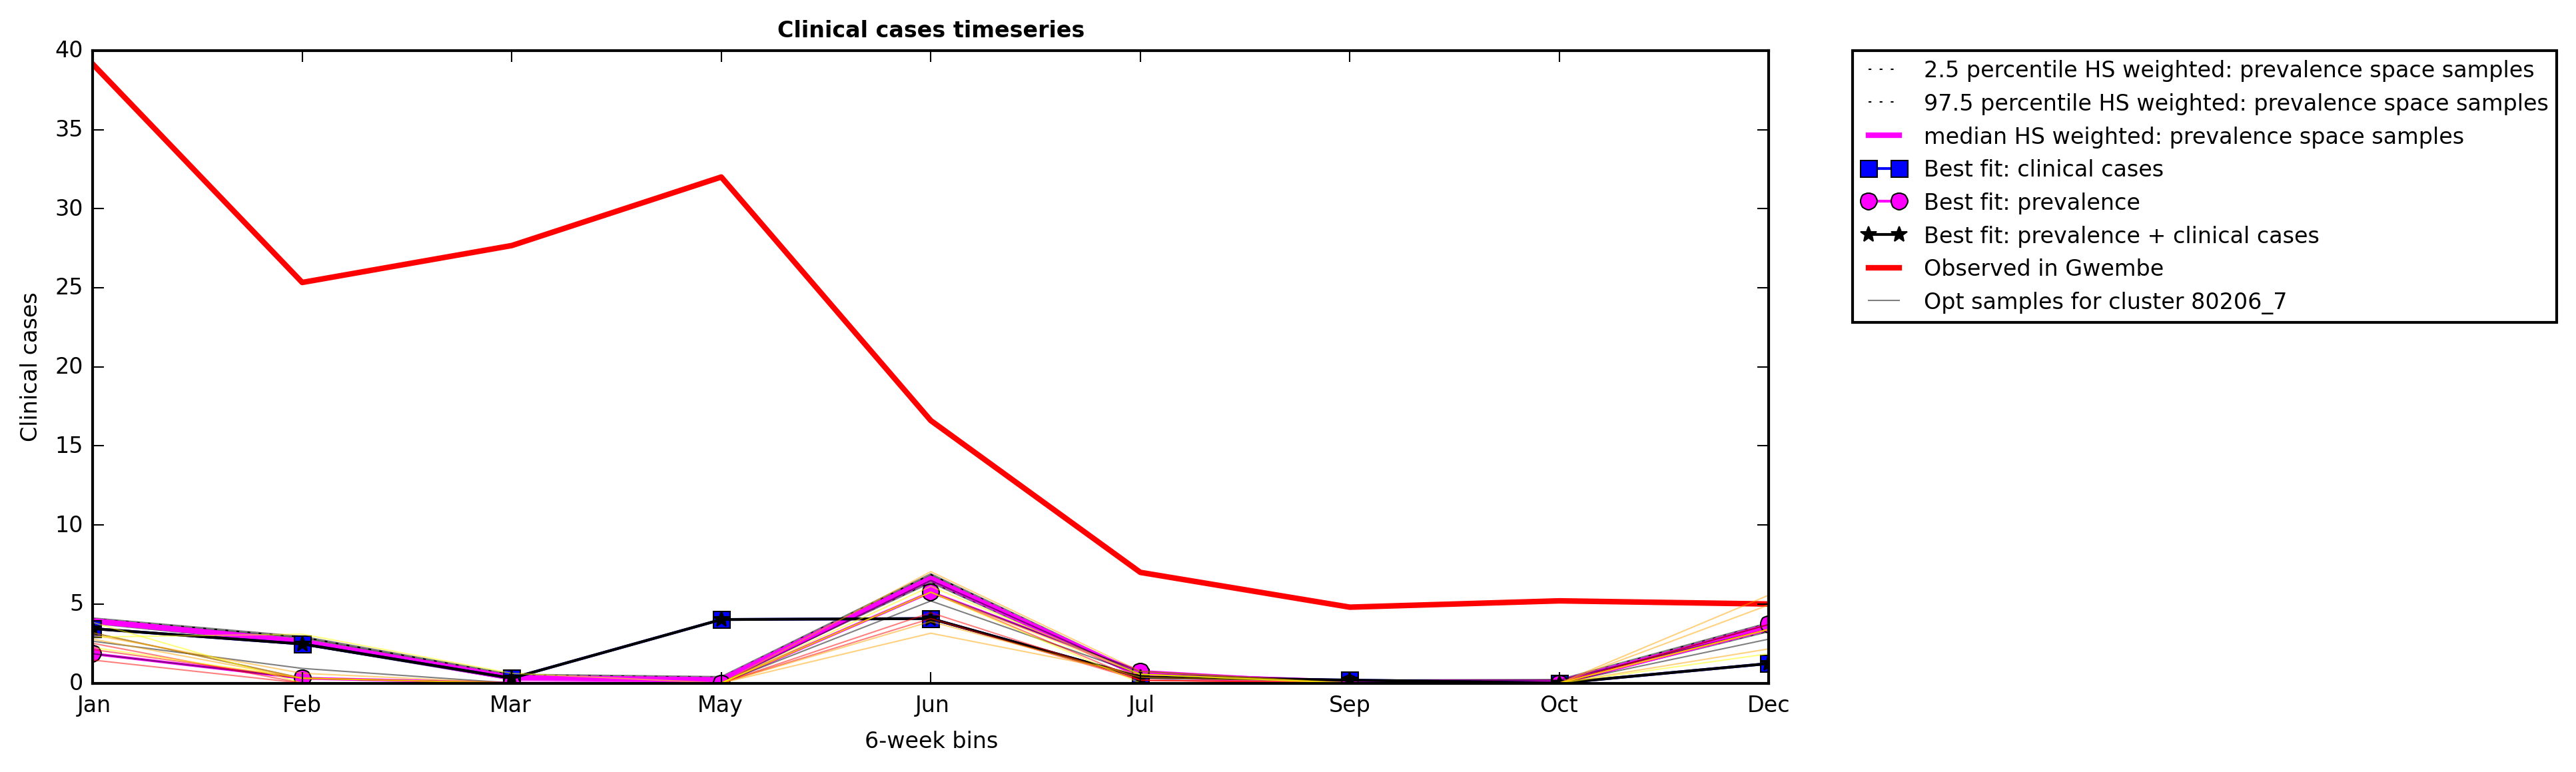 Clinical cases timeseries
40
35
30
25
20
15
10
5
0
Clinical cases
Jan Feb Mar May Jun Jul Sep Oct Dec
6-week bins
2.5 percentile HS weighted: prevalence space samples
97.5 percentile HS weighted: prevalence space samples
median HS weighted: prevalence space samples
Best fit: clinical cases
Best fit: prevalence
Best fit: prevalence + clinical cases
Observed in Gwembe
Opt samples for cluster 80206_7